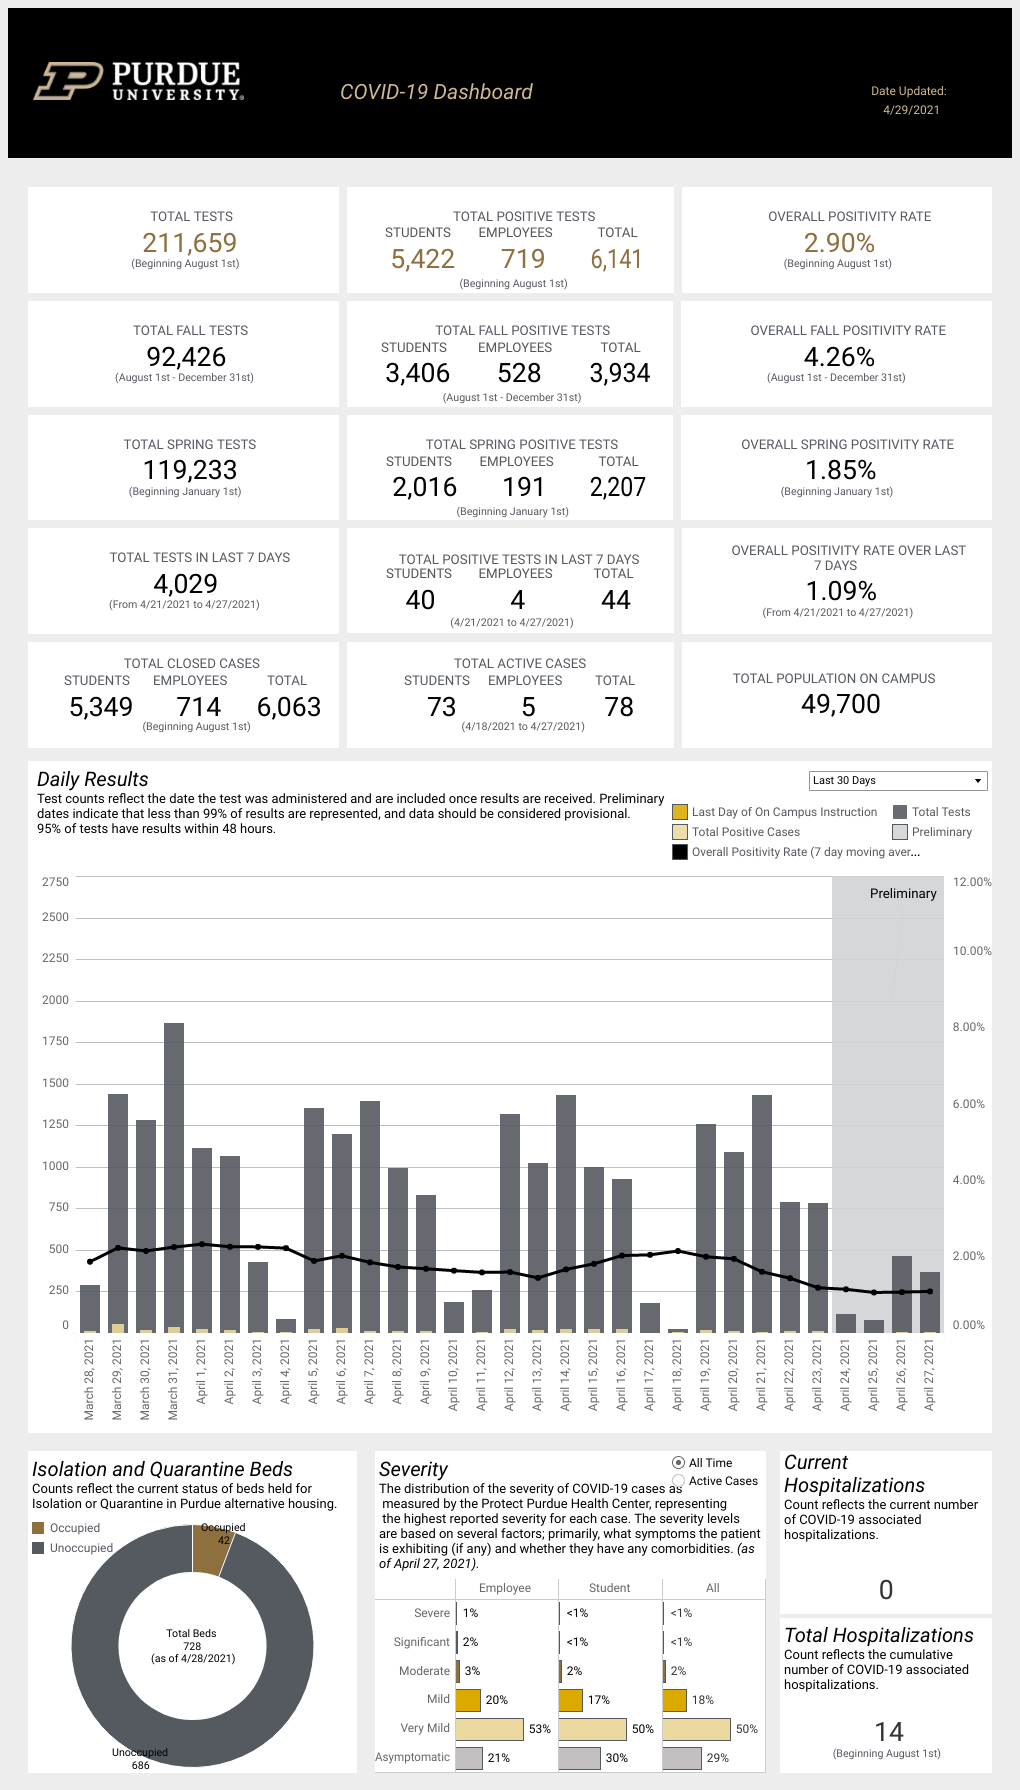 PURDUE
UNIVERSITY®
COVID-19 Dashboard
Date Updated:
4/29/2021
TOTAL TESTS
211,659
(Beginning August 1st)
TOTAL POSITIVE TESTS
STUDENTS EMPLOYEES TOTAL
5,422 719 6,141
(Beginning August 1st)
OVERALL POSITIVITY RATE
2.90%
(Beginning August 1st)
TOTAL FALL TESTS
92,426
(August 1st - December 31st)
TOTAL FALL POSITIVE TESTS
STUDENTS EMPLOYEES TOTAL
3,406 528 3,934
(August 1st - December 31st)
OVERALL FALL POSITIVITY RATE
4.26%
(August 1st - December 31st)
TOTAL SPRING TESTS
119,233
(Beginning January 1st)
TOTAL SPRING POSITIVE TESTS
STUDENTS EMPLOYEES TOTAL
2,016 191 2,207
(Beginning January 1st)
OVERALL SPRING POSITIVITY RATE
1.85%
(Beginning January 1st)
TOTAL TESTS IN LAST 7 DAYS
4,029
(From 4/21/2021 to 4/27/2021)
TOTAL POSITIVE TESTS IN LAST 7 DAYS
STUDENTS EMPLOYEES TOTAL
40 4 44
(4/21/2021 to 4/27/2021)
OVERALL POSITIVITY RATE OVER LAST
7 DAYS
1.09%
(From 4/21/2021 to 4/27/2021)
TOTAL CLOSED CASES
STUDENTS EMPLOYEES TOTAL
5,349 714 6,063
(Beginning August 1st)
TOTAL ACTIVE CASES
STUDENTS EMPLOYEES TOTAL
73 5 78
(4/18/2021 to 4/27/2021)
TOTAL POPULATION ON CAMPUS
49,700
Daily Results
Test counts reflect the date the test was administered and are included once results are received. Preliminary
dates indicate that less than 99% of results are represented, and data should be considered provisional.
95% of tests have results within 48 hours.
Last 30 Days
Last Day of On Campus Instruction
Total Tests
Total Positive Cases
Preliminary
Overall Positivity Rate (7 day moving aver...
2750
2500
2250
2000
1750
1500
1250
1000
750
500
250
0
Preliminary
12.00%
10.00%
8.00%
6.00%
4.00%
2.00%
0.00%
March 28, 2021
March 29, 2021
March 30, 2021
March 31, 2021
April 1, 2021
April 2, 2021
April 3, 2021
April 4, 2021
April 5, 2021
April 6, 2021
April 7, 2021
April 8, 2021
April 9, 2021
April 10, 2021
April 11, 2021
April 12, 2021
April 13, 2021
April 14, 2021
April 15, 2021
April 16, 2021
April 17, 2021
April 18, 2021
April 19, 2021
April 20, 2021
April 21, 2021
April 22, 2021
April 23, 2021
April 24, 2021
April 25, 2021
April 26, 2021
April 27, 2021
Isolation and Quarantine Beds
Counts reflect the current status of beds held for
Isolation or Quarantine in Purdue alternative housing.
Occupied
Unoccupied
Occupied
42
Total Beds
728
(as of 4/28/2021)
Unoccupied
686
Severity
All Time
Active Cases
The distribution of the severity of COVID-19 cases as
measured by the Protect Purdue Health Center, representing
the highest reported severity for each case. The severity levels
are based on several factors; primarily, what symptoms the patient
is exhibiting (if any) and whether they have any comorbidities. (as
of April 27, 2021).
Employee Student All
Severe 1% <1% <1%
Significant 2% <1% <1%
Moderate 3% 2% 2%
Mild 20% 17% 18%
Very Mild 53% 50% 50%
Asymptomatic 21% 30% 29%
Current
Hospitalizations
Count reflects the current number
of COVID-19 associated
hospitalizations.
0
Total Hospitalizations
Count reflects the cumulative
number of COVID-19 associated
hospitalizations.
14
(Beginning August 1st)